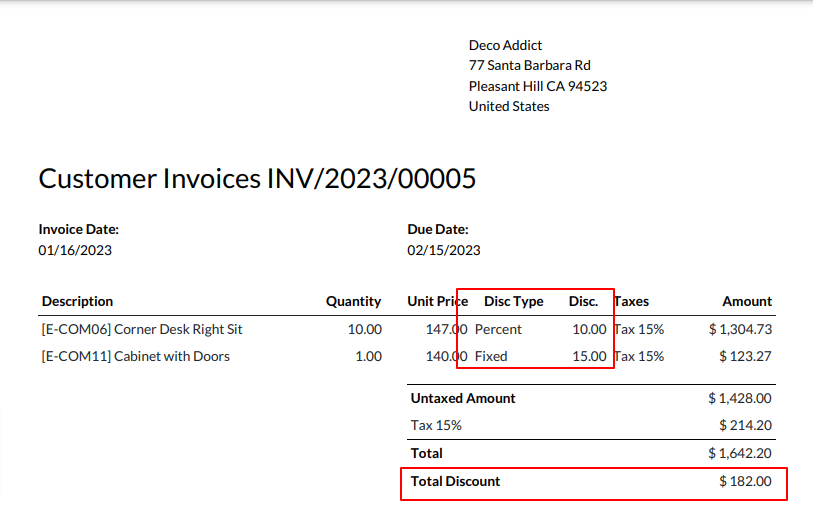 Deco Addict
77 Santa Barbara Rd
Pleasant Hill CA 94523
United States
Customer Invoices INV/2023/00005
Invoice Date: Due Date:
01/16/2023 02/15/2023
Description Quantity Unit Price Disc Type Disc. Taxes Amount
[E-COM06] Corner Desk Right Sit 10.00 147.00 Percent 10.00 Tax 15% $ 1,304.73
[E-COM11] Cabinet with Doors 1.00 140.00 Fixed 15.00 Tax 15% $ 123.27
Untaxed Amount $ 1,428.00
Tax 15% $ 214.20
Total $ 1,642.20
Total Discount $ 182.00